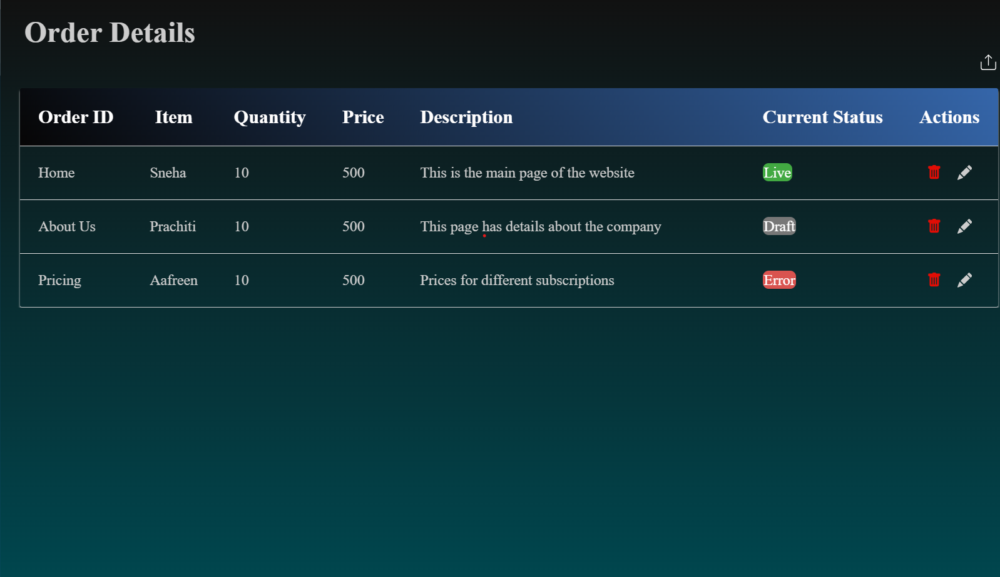 Order Details
Order ID Item Quantity Price Description Current Status Actions
Home Sneha 10 500 This is the main page of the website Live
About Us Prachiti 10 500 This page has details about the company Draft
Pricing Aafreen 10 500 Prices for different subscriptions Error